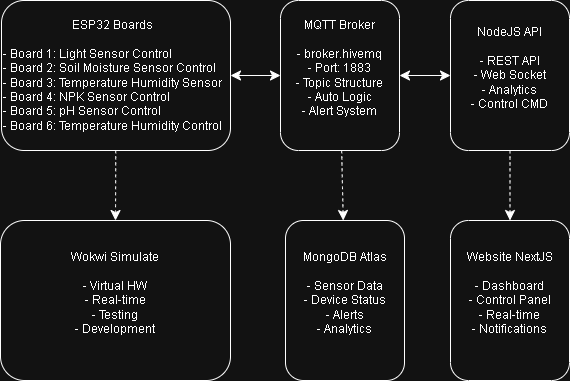 ESP32 Boards
- Board 1: Light Sensor Control
- Board 2: Soil Moisture Sensor Control
- Board 3: Temperature Humidity Sensor
- Board 4: NPK Sensor Control
- Board 5: pH Sensor Control
- Board 6: Temperature Humidity Control
MQTT Broker
- broker.hivemq
- Port: 1883
- Topic Structure
- Auto Logic
- Alert System
NodeJS API
- REST API
- Web Socket
- Analytics
- Control CMD
Wokwi Simulate
- Virtual HW
- Real-time
- Testing
- Development
MongoDB Atlas
- Sensor Data
- Device Status
- Alerts
- Analytics
Website NextJS
- Dashboard
- Control Panel
- Real-time
- Notifications